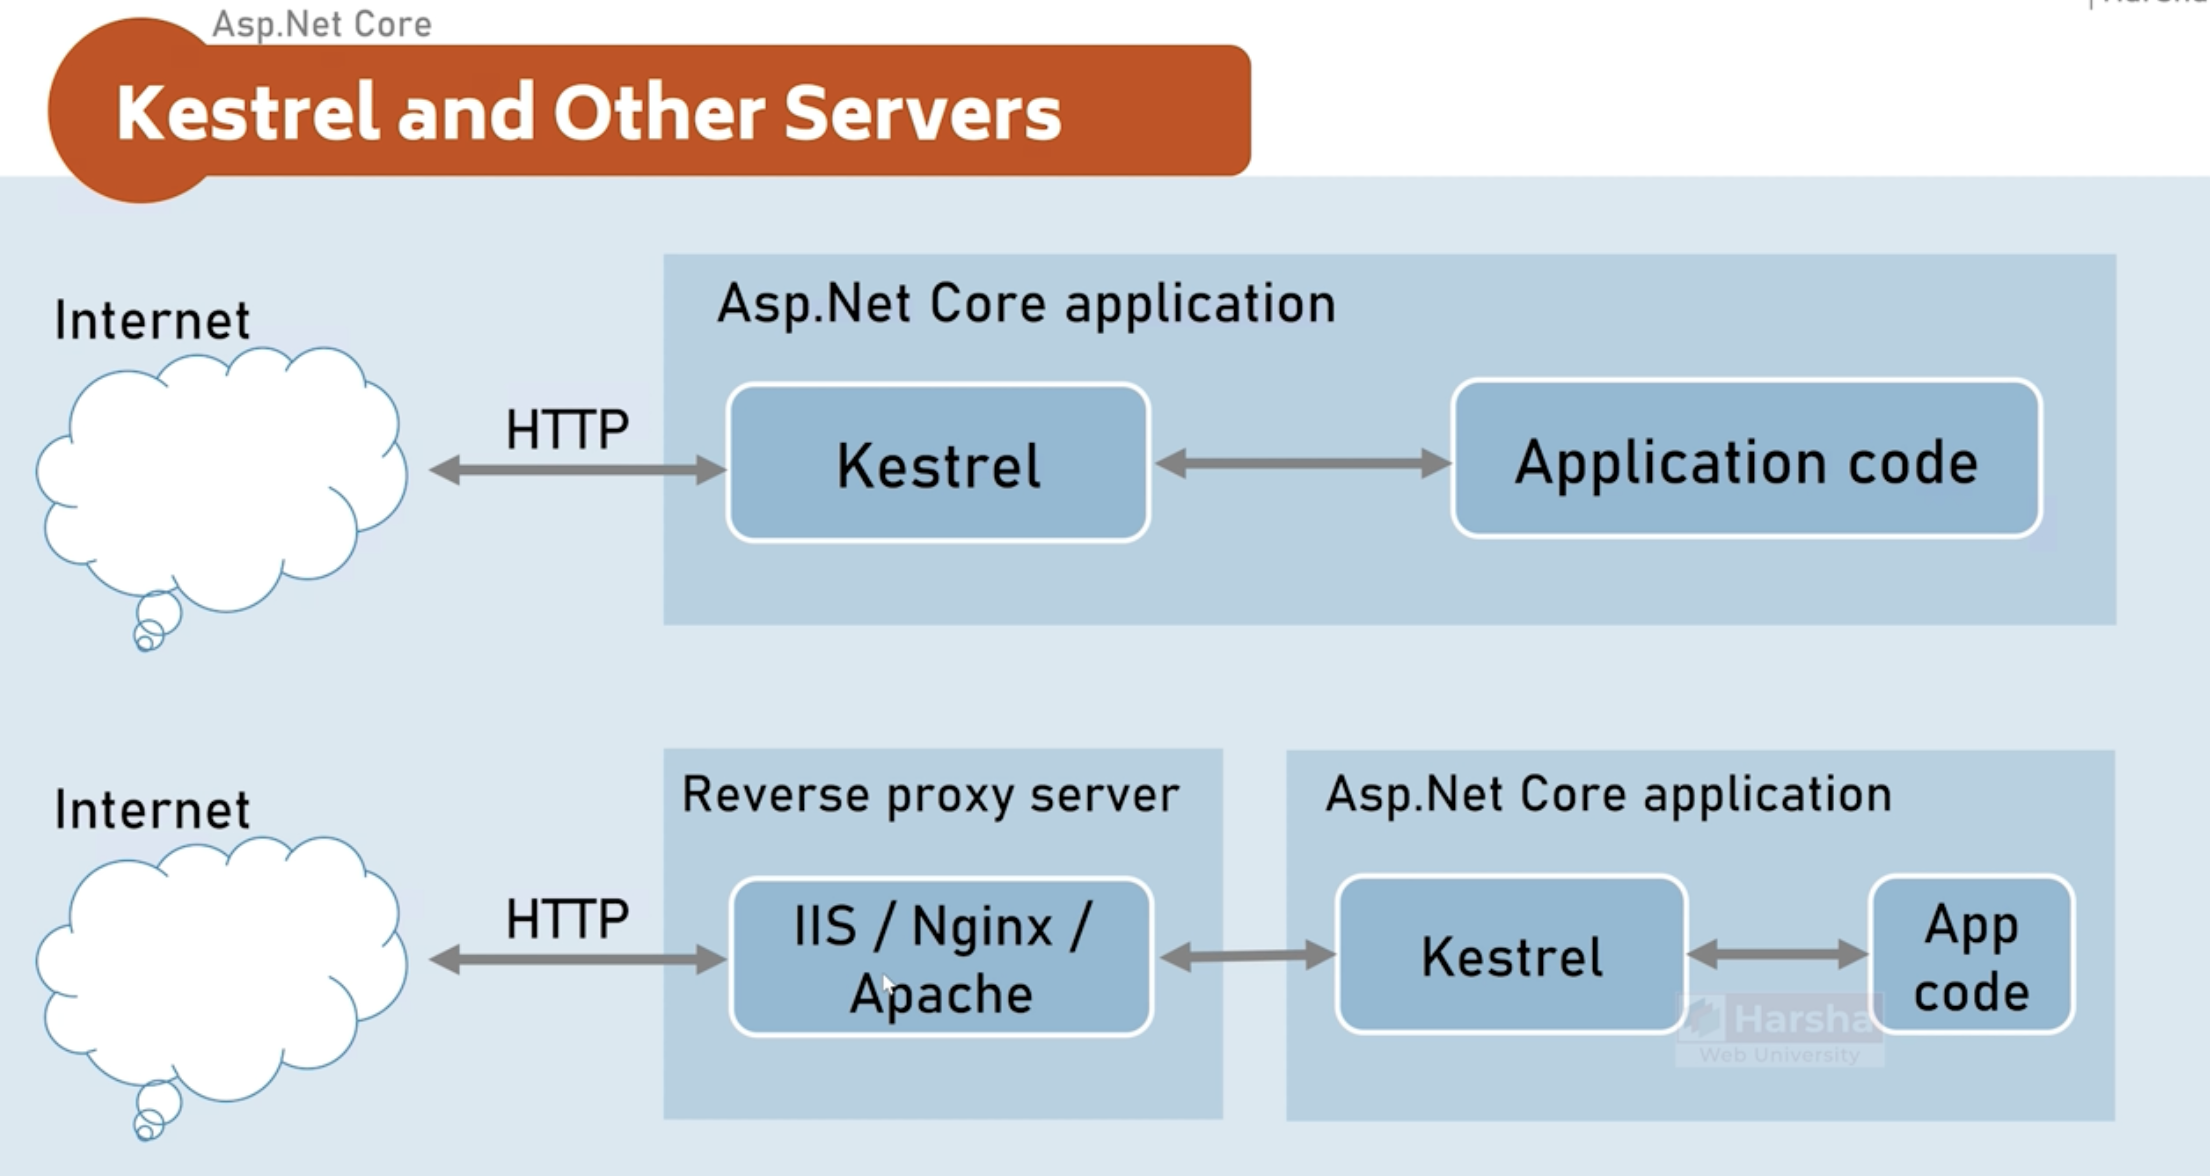 Asp.Net Core
Kestrel and Other Servers
Internet
HTTP
Asp.Net Core application
Kestrel
Application code
Internet
HTTP
Reverse proxy server
IIS / Nginx /
Apache
Asp.Net Core application
Kestrel
App
code
Harsha
Web University